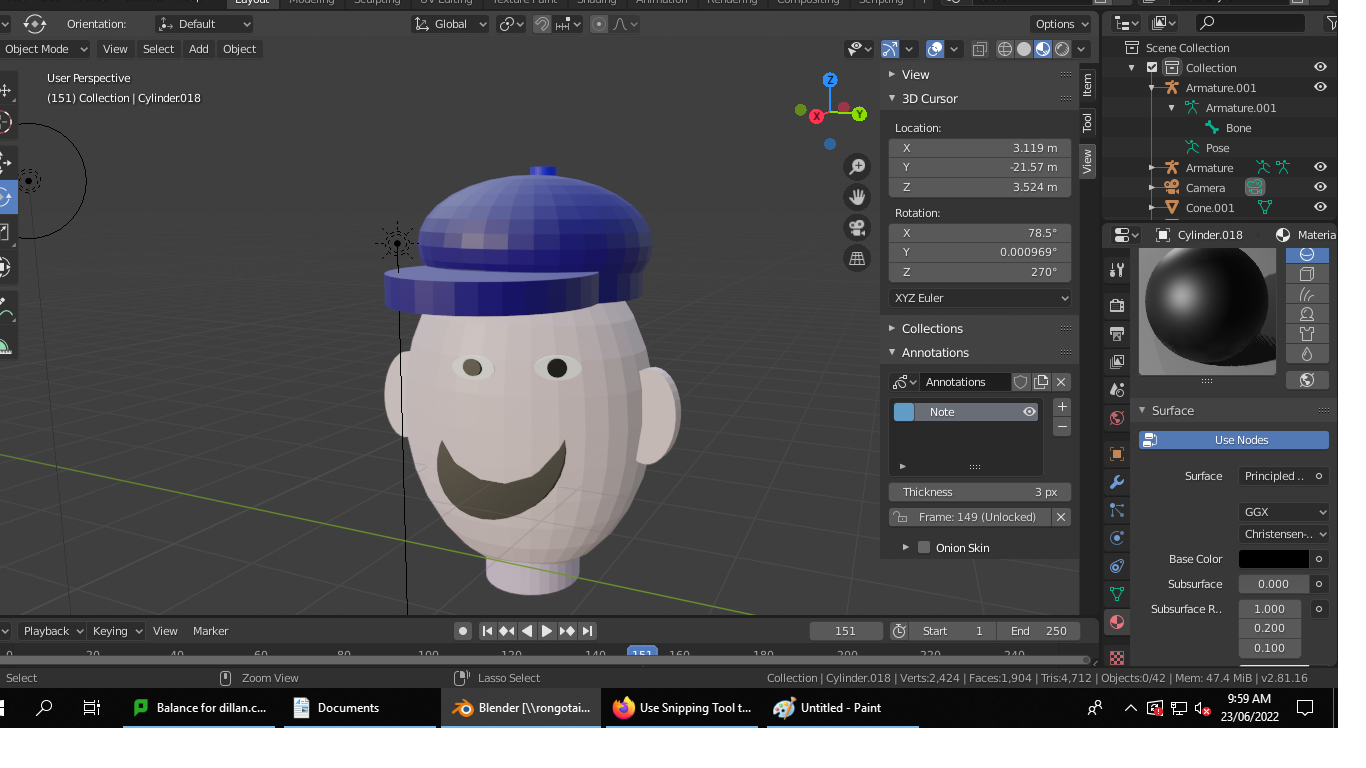 Layout Modeling Sculpting UV Editing Texture Paint Shading Animation Rendering Compositing Scripting
Orientation: Default Global Options
Object Mode View Select Add Object
User Perspective
(151) Collection | Cylinder.018
Z
X
Y
View
3D Cursor
Location:
X 3.119 m
Y -21.57 m
Z 3.524 m
Rotation:
X 78.5°
Y 0.000969°
Z 270°
XYZ Euler
Collections
Annotations
Annotations
Note
Thickness 3 px
Frame: 149 (Unlocked)
Onion Skin
Item
Tool
View
Scene Collection
Collection
Armature.001
Armature.001
Bone
Pose
Armature
Camera
Cone.001
Cylinder.018 Materia
Surface
Use Nodes
Surface Principled ..
GGX
Christensen-..
Base Color
Subsurface 0.000
Subsurface R.. 1.000
0.200
0.100
Playback Keying View Marker 151 Start 1 End 250
0 20 40 60 80 100 120 140 151 160 180 200 220 240
Select Zoom View Lasso Select Collection | Cylinder.018 | Verts:2,424 | Faces:1,904 | Tris:4,712 | Objects:0/42 | Mem: 47.4 MiB | v2.81.16
Balance for dillan.c... Documents Blender [\\rongotai... Use Snipping Tool t... Untitled - Paint
9:59 AM
23/06/2022